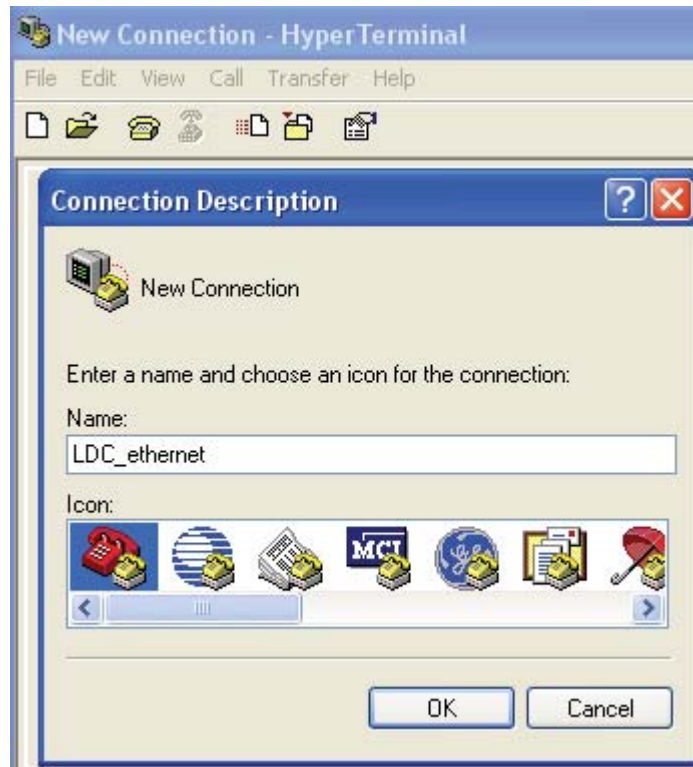 New Connection - HyperTerminal
File Edit View Call Transfer Help
Connection Description
New Connection
Enter a name and choose an icon for the connection:
Name:
LDC_ethernet
Icon:
MCI
OK Cancel